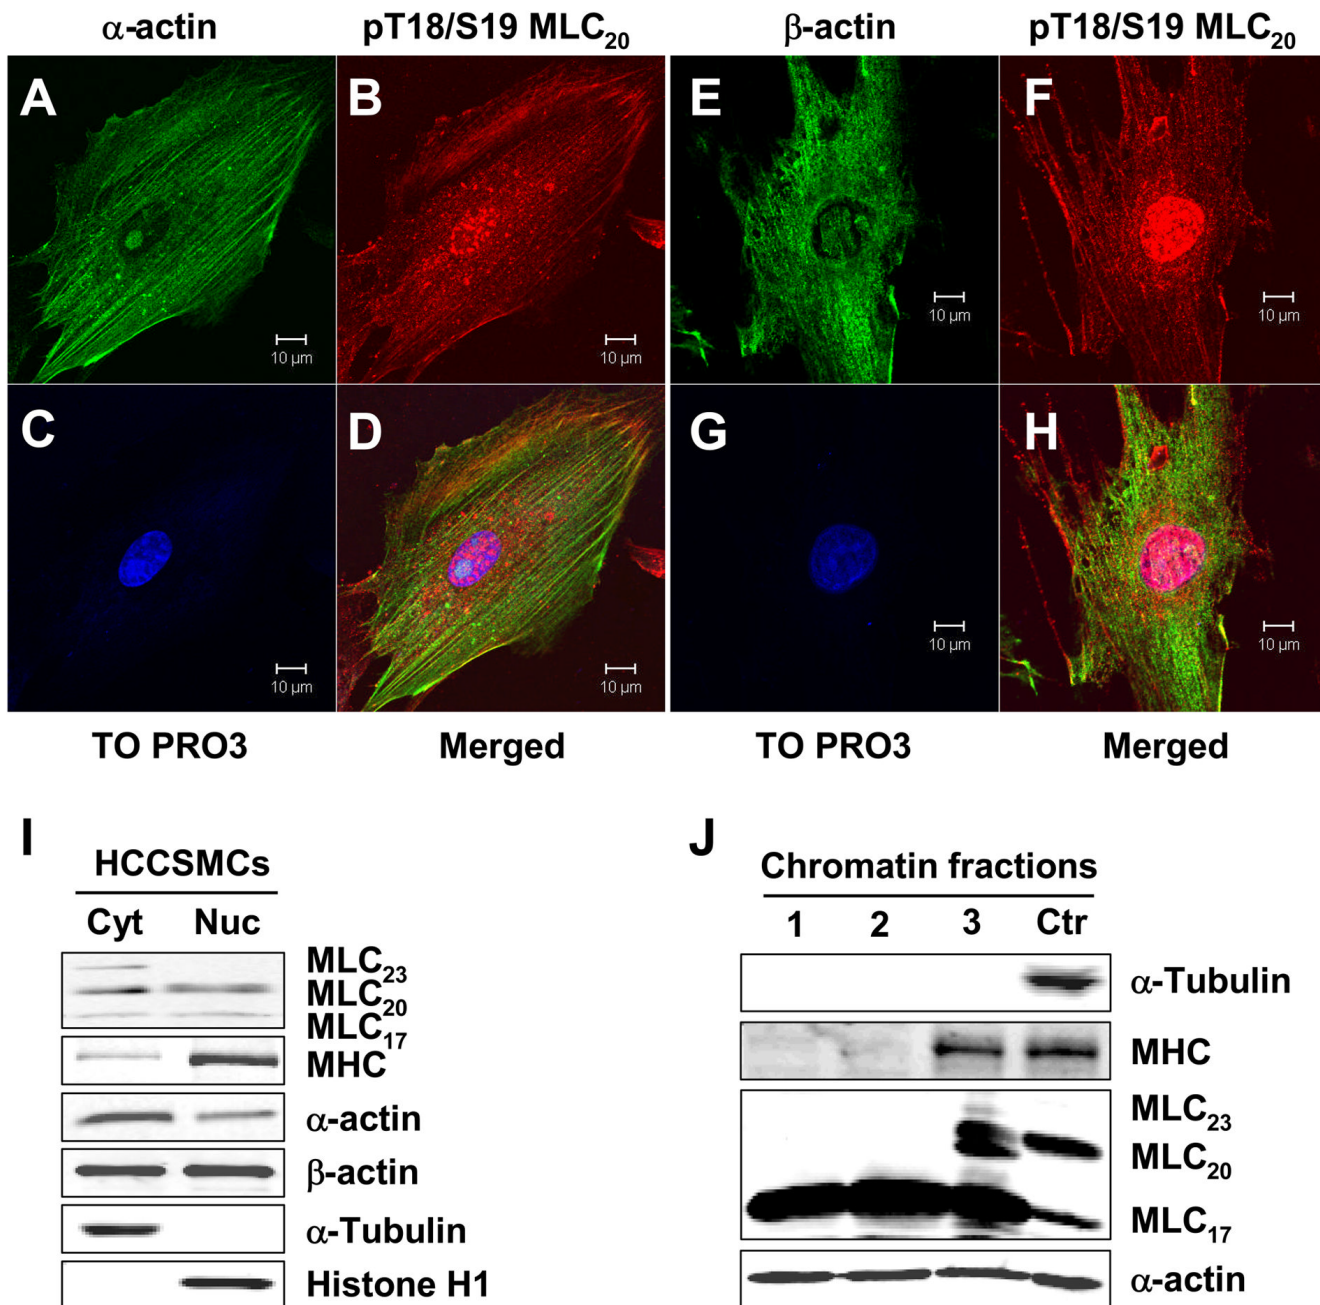 α-actin pT18/S19 MLC₂₀ β-actin pT18/S19 MLC₂₀
A B E F
10 µm 10 µm 10 µm 10 µm
C D G H
10 µm 10 µm 10 µm 10 µm
TO PRO3 Merged TO PRO3 Merged
I
HCCSMCs
Cyt Nuc
MLC₂₃
MLC₂₀
MLC₁₇
MHC
α-actin
β-actin
α-Tubulin
Histone H1
J
Chromatin fractions
1 2 3 Ctr
α-Tubulin
MHC
MLC₂₃
MLC₂₀
MLC₁₇
α-actin